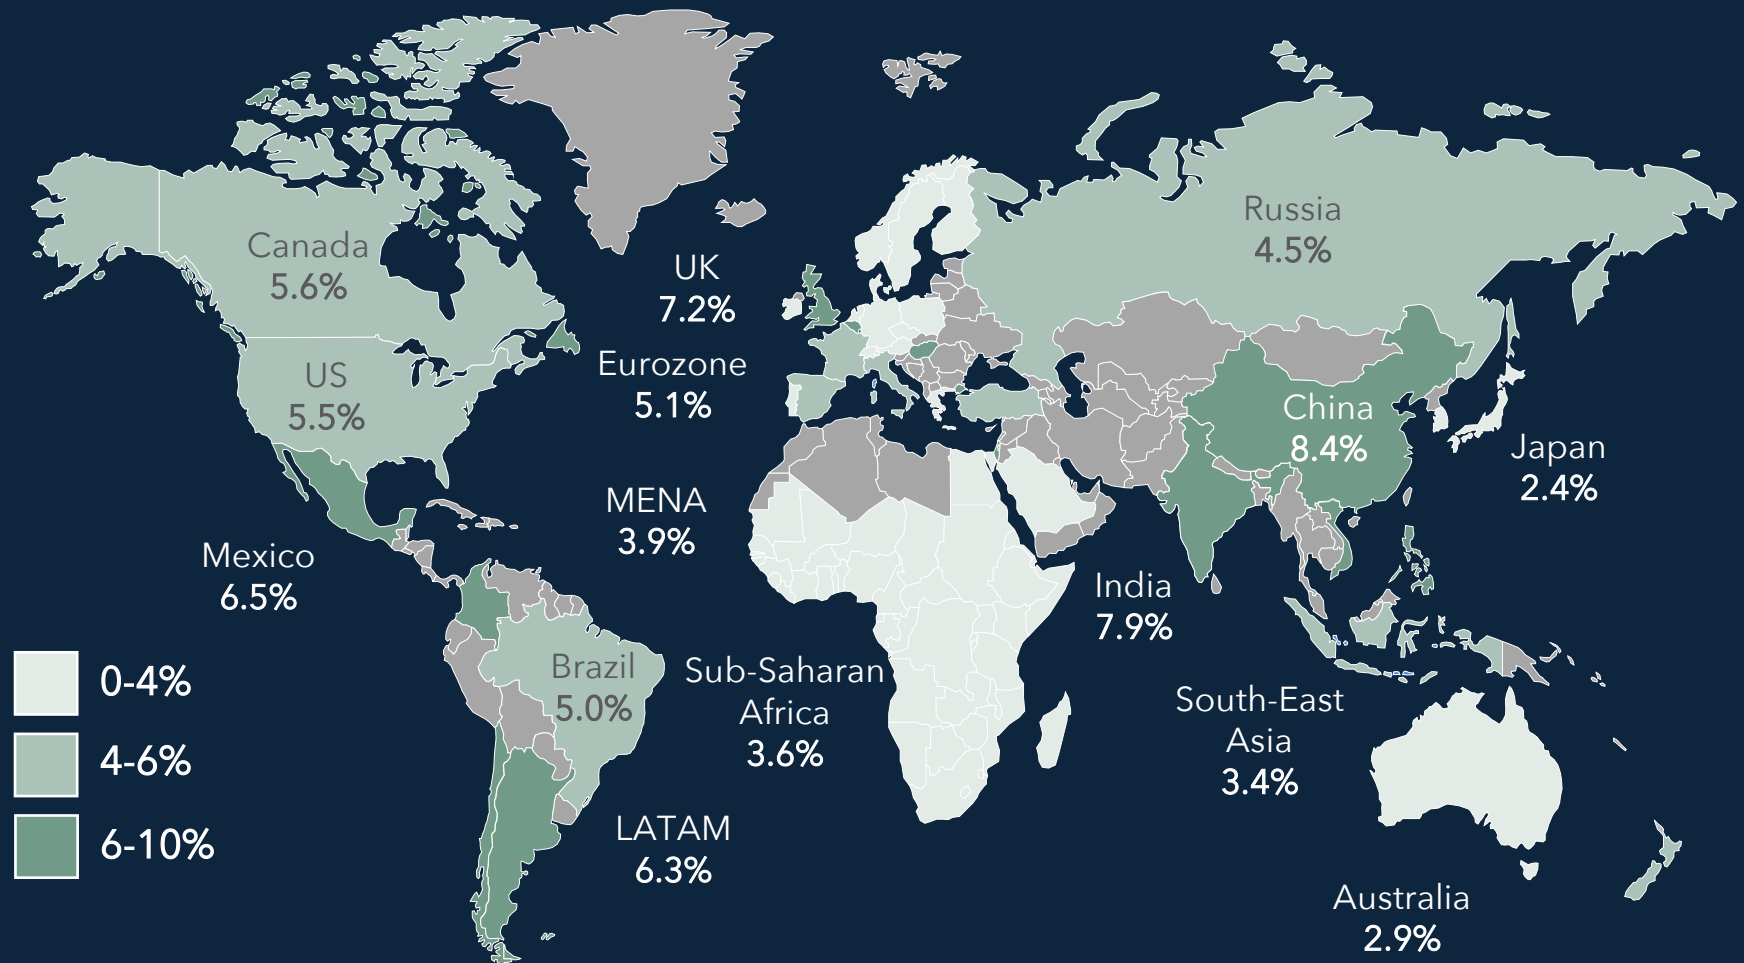 Canada
5.6%
US
5.5%
Mexico
6.5%
UK
7.2%
Eurozone
5.1%
MENA
3.9%
Russia
4.5%
China
8.4%
Japan
2.4%
India
7.9%
Brazil
5.0%
Sub-Saharan
Africa
3.6%
South-East
Asia
3.4%
LATAM
6.3%
Australia
2.9%
0-4%
4-6%
6-10%